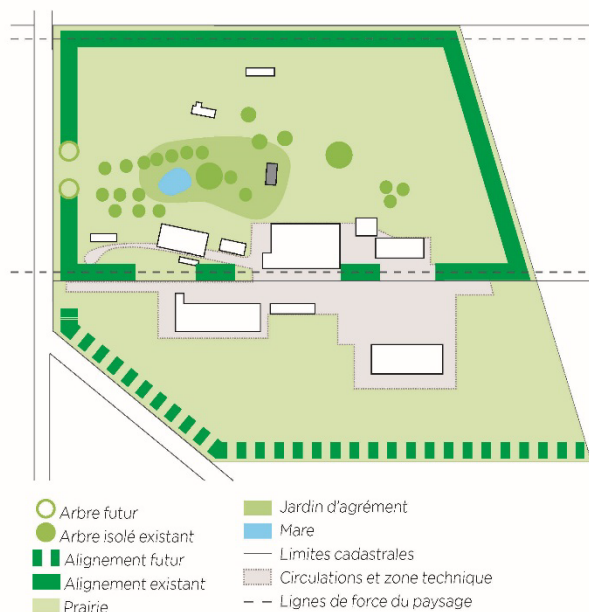 Arbre futur
Arbre isolé existant
Alignement futur
Alignement existant
Prairie
Jardin d'agrément
Mare
Limites cadastrales
Circulations et zone technique
Lignes de force du paysage